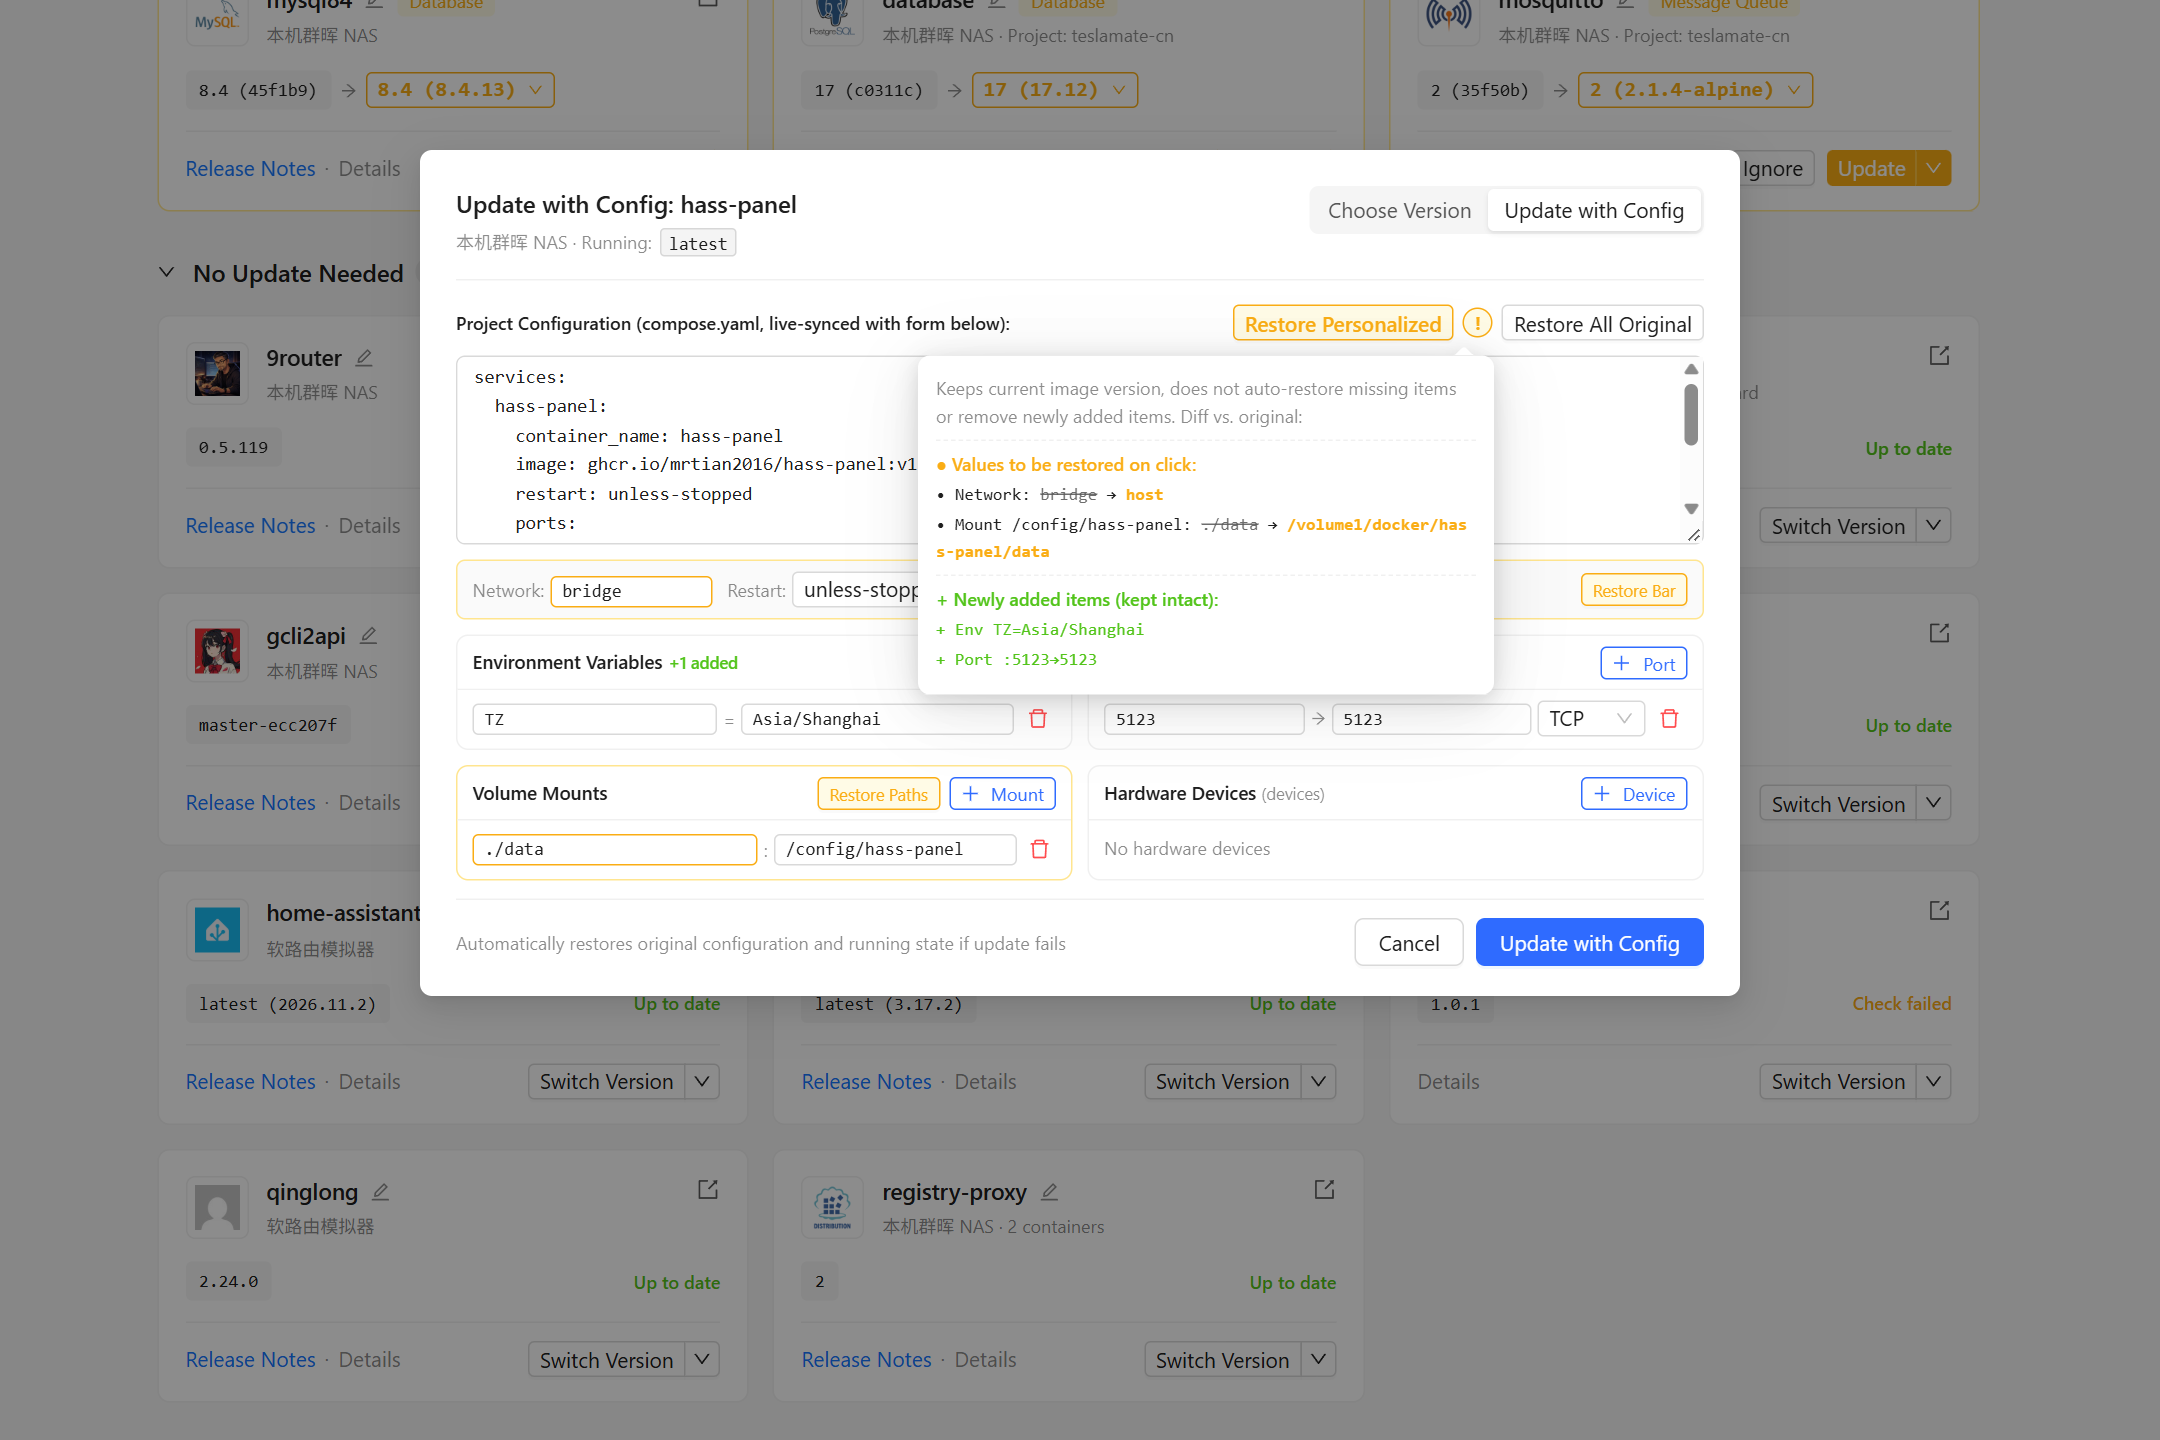 mysql84 Database
MySQL
本机群晖 NAS
8.4 (45f1b9) → 8.4 (8.4.13)
Release Notes · Details
database Database
PostgreSQL
本机群晖 NAS · Project: teslamate-cn
17 (c0311c) → 17 (17.12)
mosquitto Message Queue
本机群晖 NAS · Project: teslamate-cn
2 (35f50b) → 2 (2.1.4-alpine)
Ignore Update
No Update Needed
Update with Config: hass-panel
本机群晖 NAS · Running: latest
Choose Version Update with Config
Project Configuration (compose.yaml, live-synced with form below):
Restore Personalized ! Restore All Original
services:
hass-panel:
container_name: hass-panel
image: ghcr.io/mrtian2016/hass-panel:v1
restart: unless-stopped
ports:
Keeps current image version, does not auto-restore missing items
or remove newly added items. Diff vs. original:
● Values to be restored on click:
• Network: bridge → host
• Mount /config/hass-panel: ./data → /volume1/docker/has
s-panel/data
+ Newly added items (kept intact):
+ Env TZ=Asia/Shanghai
+ Port :5123→5123
Network: bridge Restart: unless-stopp
Restore Bar
Environment Variables +1 added
TZ = Asia/Shanghai
+ Port
5123 → 5123 TCP
Volume Mounts Restore Paths + Mount
./data : /config/hass-panel
Hardware Devices (devices) + Device
No hardware devices
Automatically restores original configuration and running state if update fails
Cancel Update with Config
9router
本机群晖 NAS
0.5.119
Release Notes · Details
rd
Up to date
Switch Version
gcli2api
本机群晖 NAS
master-ecc207f
Release Notes · Details
Up to date
Switch Version
home-assistant
软路由模拟器
latest (2026.11.2) Up to date
Release Notes · Details Switch Version
latest (3.17.2) Up to date
Release Notes · Details Switch Version
1.0.1 Check failed
Details Switch Version
qinglong
软路由模拟器
2.24.0 Up to date
Release Notes · Details Switch Version
registry-proxy
DISTRIBUTION
本机群晖 NAS · 2 containers
2 Up to date
Release Notes · Details Switch Version